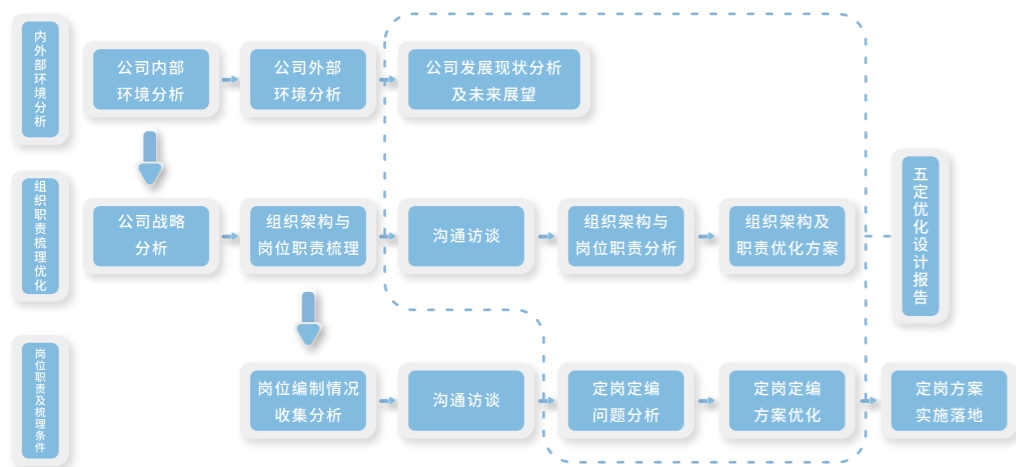 内外部环境分析
公司内部
环境分析
公司外部
环境分析
公司发展现状分析
及未来展望
组织职责梳理优化
公司战略
分析
组织架构与
岗位职责梳理
沟通访谈
组织架构与
岗位职责分析
组织架构及
职责优化方案
五定优化设计报告
岗位职责及梳理条件
岗位编制情况
收集分析
沟通访谈
定岗定编
问题分析
定岗定编
方案优化
定岗方案
实施落地